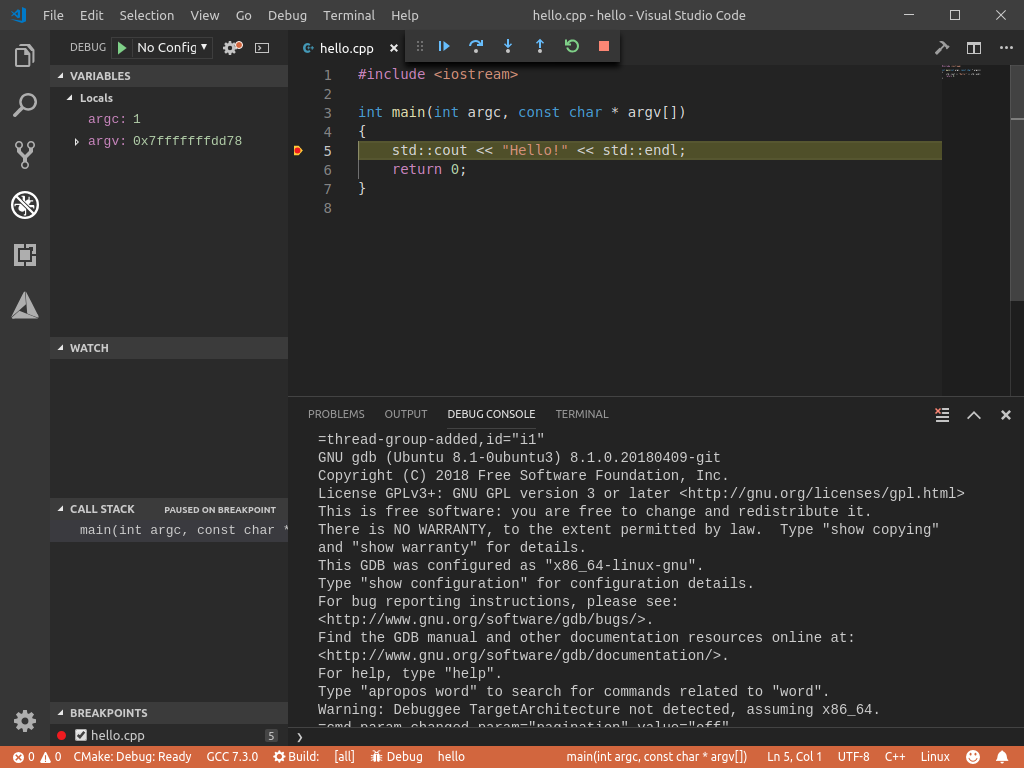 File Edit Selection View Go Debug Terminal Help hello.cpp - hello - Visual Studio Code
DEBUG No Config
hello.cpp
VARIABLES
Locals
argc: 1
argv: 0x7fffffffdd78
WATCH
CALL STACK PAUSED ON BREAKPOINT
main(int argc, const char *
BREAKPOINTS
hello.cpp 5
1 #include <iostream>
2
3 int main(int argc, const char * argv[])
4 {
5 std::cout << "Hello!" << std::endl;
6 return 0;
7 }
8
PROBLEMS OUTPUT DEBUG CONSOLE TERMINAL
=thread-group-added,id="i1"
GNU gdb (Ubuntu 8.1-0ubuntu3) 8.1.0.20180409-git
Copyright (C) 2018 Free Software Foundation, Inc.
License GPLv3+: GNU GPL version 3 or later <http://gnu.org/licenses/gpl.html>
This is free software: you are free to change and redistribute it.
There is NO WARRANTY, to the extent permitted by law.  Type "show copying"
and "show warranty" for details.
This GDB was configured as "x86_64-linux-gnu".
Type "show configuration" for configuration details.
For bug reporting instructions, please see:
<http://www.gnu.org/software/gdb/bugs/>.
Find the GDB manual and other documentation resources online at:
<http://www.gnu.org/software/gdb/documentation/>.
For help, type "help".
Type "apropos word" to search for commands related to "word".
Warning: Debuggee TargetArchitecture not detected, assuming x86_64.
=cmd-param-changed,param="pagination",value="off"
❯
0 0 CMake: Debug: Ready GCC 7.3.0 Build: [all] Debug hello main(int argc, const char * argv[]) Ln 5, Col 1 UTF-8 C++ Linux